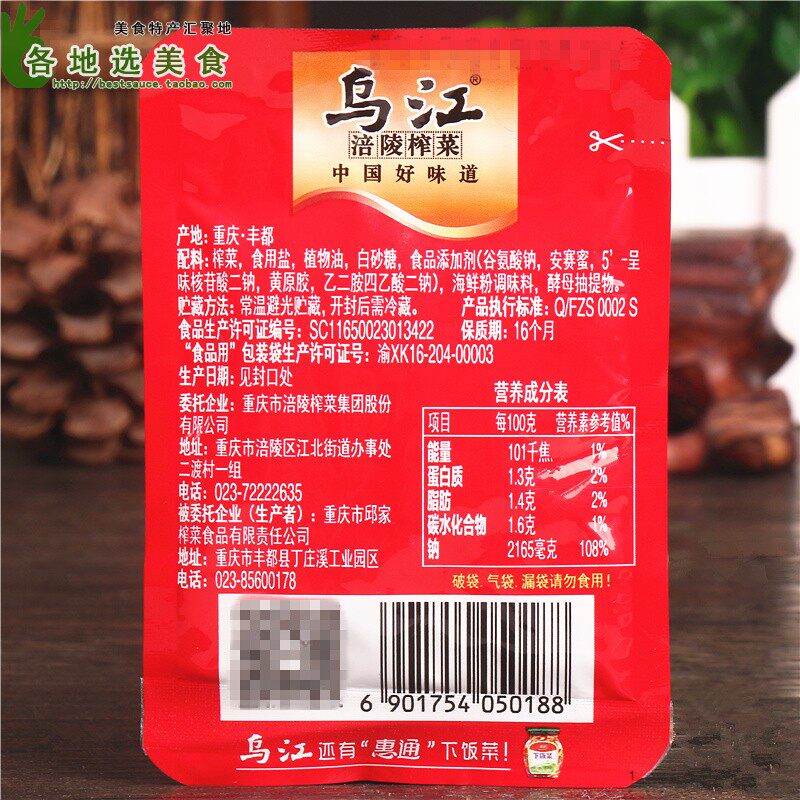 美食特产汇聚地
各地选美食
http://bestsauce.taobao.com/
乌江®
涪陵榨菜
中国好味道
产地:重庆·丰都
配料:榨菜,食用盐,植物油,白砂糖,食品添加剂(谷氨酸钠,安赛蜜,5'-呈
味核苷酸二钠,黄原胶,乙二胺四乙酸二钠),海鲜粉调味料,酵母抽提物。
贮藏方法:常温避光贮藏,开封后需冷藏。 产品执行标准:Q/FZS 0002 S
食品生产许可证编号:SC11650023013422 保质期:16个月
“食品用”包装袋生产许可证号:渝XK16-204-00003
生产日期:见封口处
委托企业:重庆市涪陵榨菜集团股份
有限公司
地址:重庆市涪陵区江北街道办事处
二渡村一组
电话:023-72222635
被委托企业(生产者):重庆市邱家
榨菜食品有限责任公司
地址:重庆市丰都县丁庄溪工业园区
电话:023-85600178
营养成分表
项目 每100克 营养素参考值%
能量 101千焦 1%
蛋白质 1.3克 2%
脂肪 1.4克 2%
碳水化合物 1.6克 1%
钠 2165毫克 108%
破袋、气袋、漏袋请勿食用!
6 901754 050188
乌江还有“惠通”下饭菜!
下饭菜
1